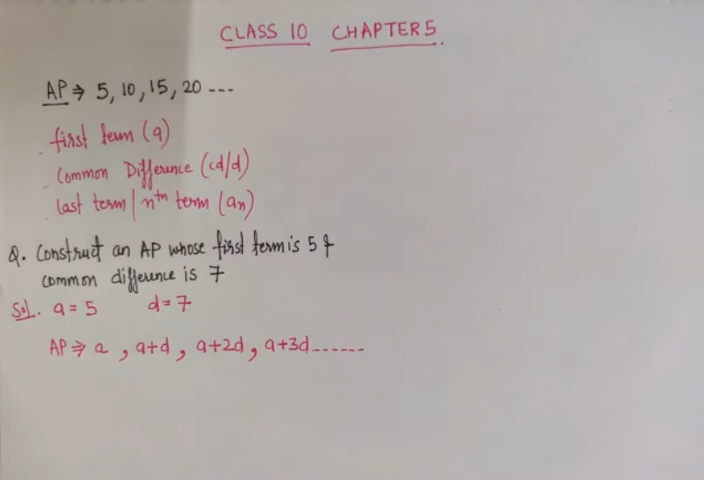 CLASS 10 CHAPTER 5.
AP ⇒ 5, 10, 15, 20 ---
first term (a)
Common Difference (cd/d)
last term / nth term (an)
Q. Construct an AP whose first term is 5 &
common difference is 7
Sol. a = 5 d = 7
AP ⇒ a, a+d, a+2d, a+3d ------